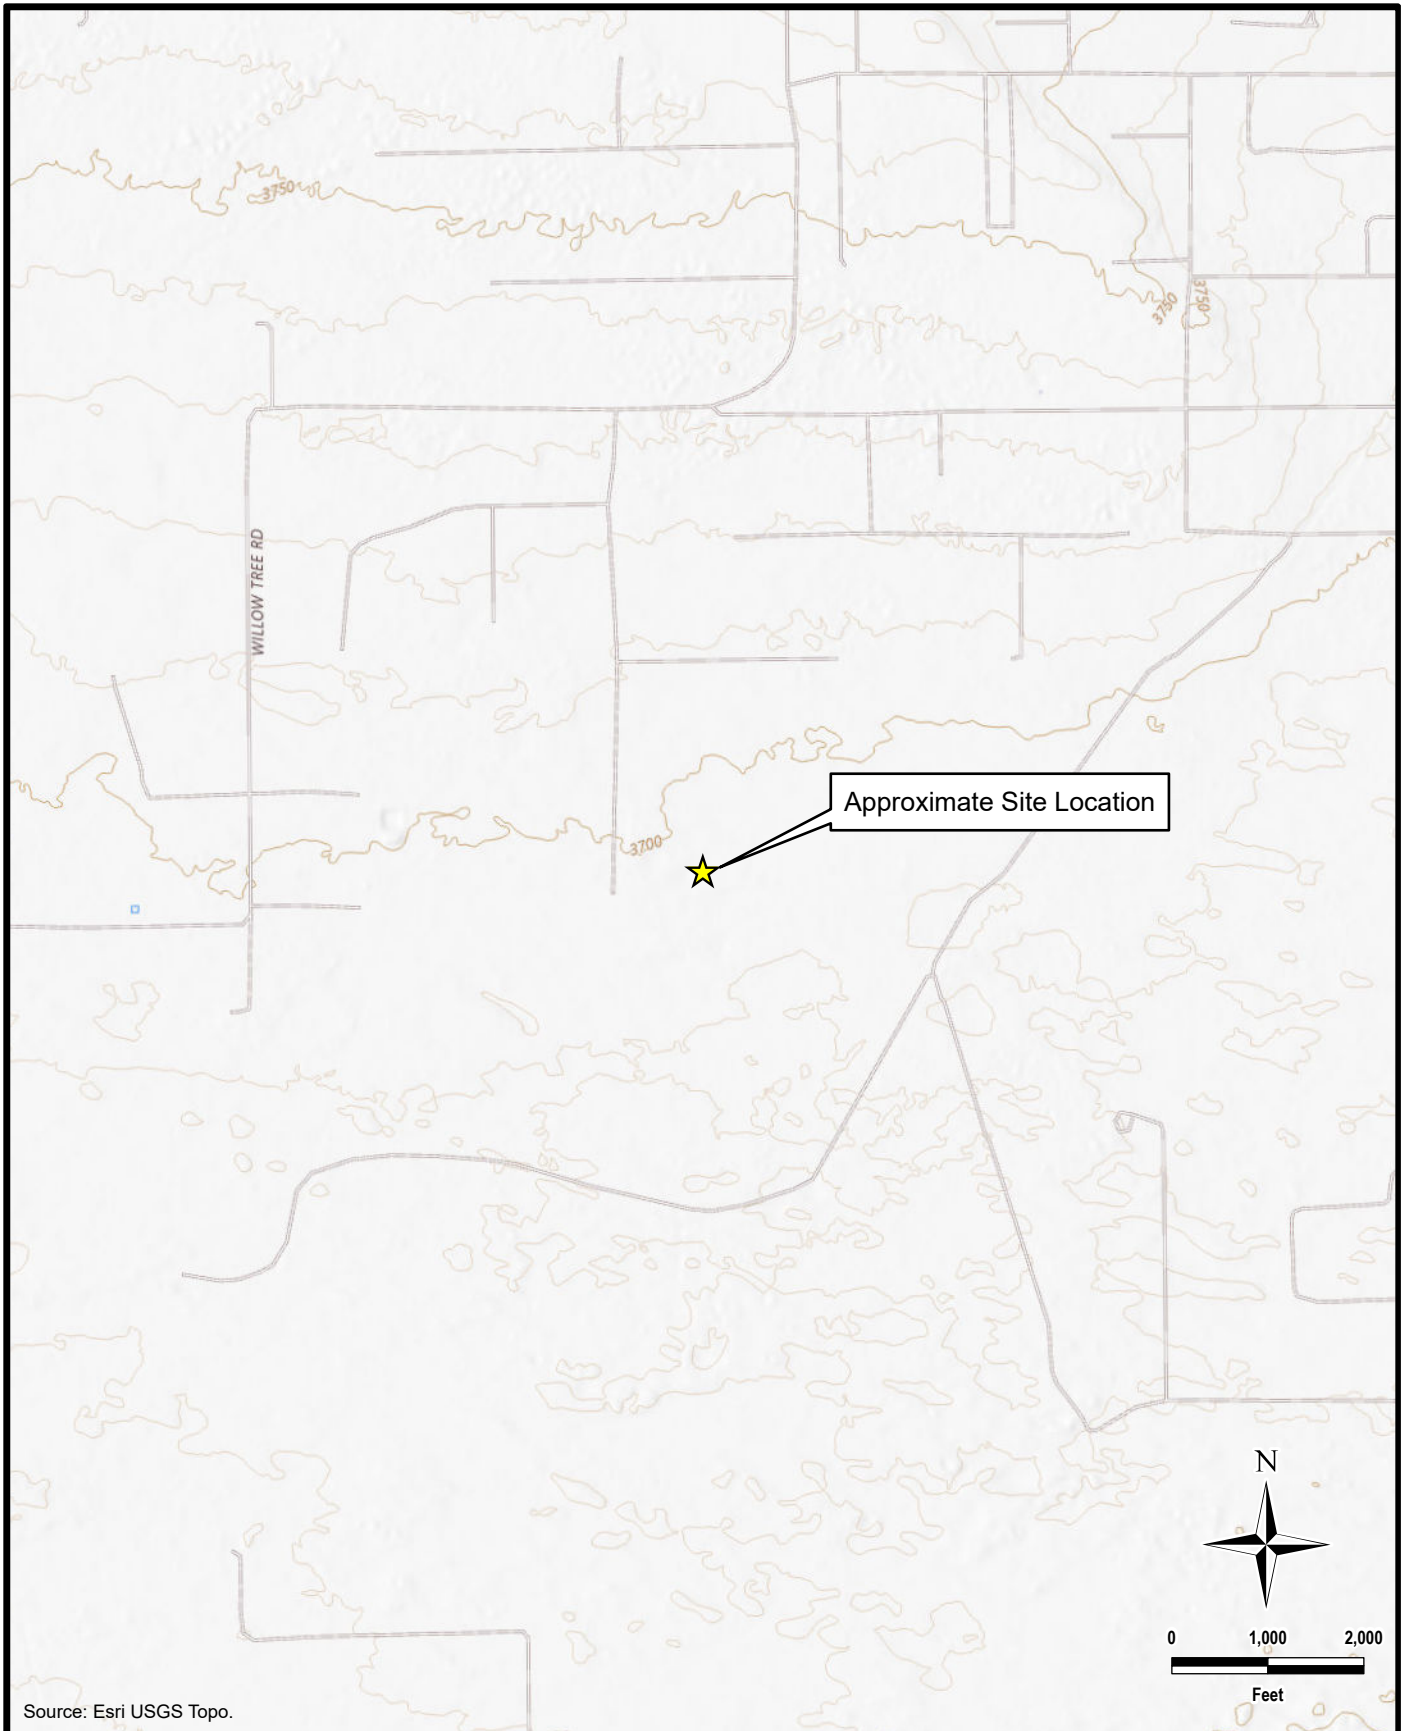 3750
3750
3750
WILLOW TREE RD
Approximate Site Location
3700
N
0 1,000 2,000
Feet
Source: Esri USGS Topo.